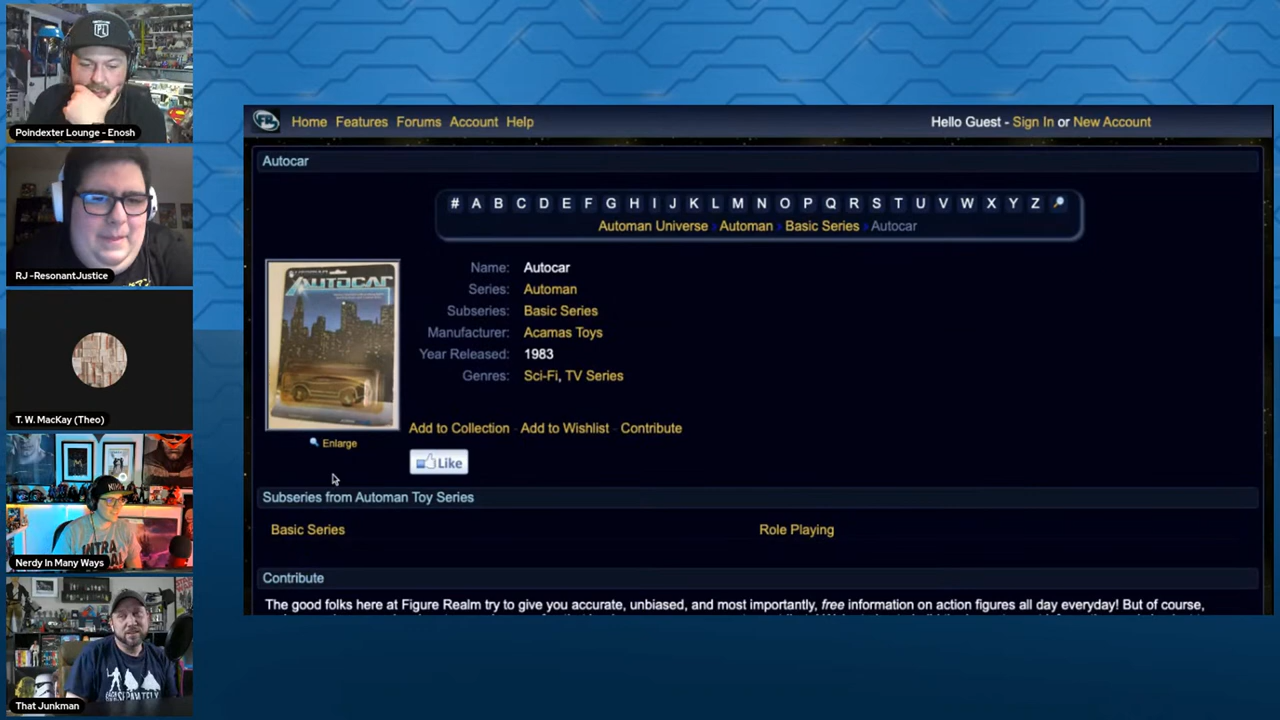 Poindexter Lounge - Enosh
RJ -ResonantJustice
T. W. MacKay (Theo)
Nerdy In Many Ways
That Junkman
Home Features Forums Account Help
Hello Guest - Sign In or New Account
Autocar
# A B C D E F G H I J K L M N O P Q R S T U V W X Y Z
Automan Universe Automan Basic Series Autocar
AUTOCAR
Name: Autocar
Series: Automan
Subseries: Basic Series
Manufacturer: Acamas Toys
Year Released: 1983
Genres: Sci-Fi, TV Series
Add to Collection Add to Wishlist Contribute
Enlarge
Like
Subseries from Automan Toy Series
Basic Series Role Playing
Contribute
The good folks here at Figure Realm try to give you accurate, unbiased, and most importantly, free information on action figures all day everyday! But of course,